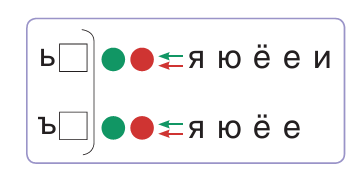 ь я ю ё е и
ъ я ю ё е